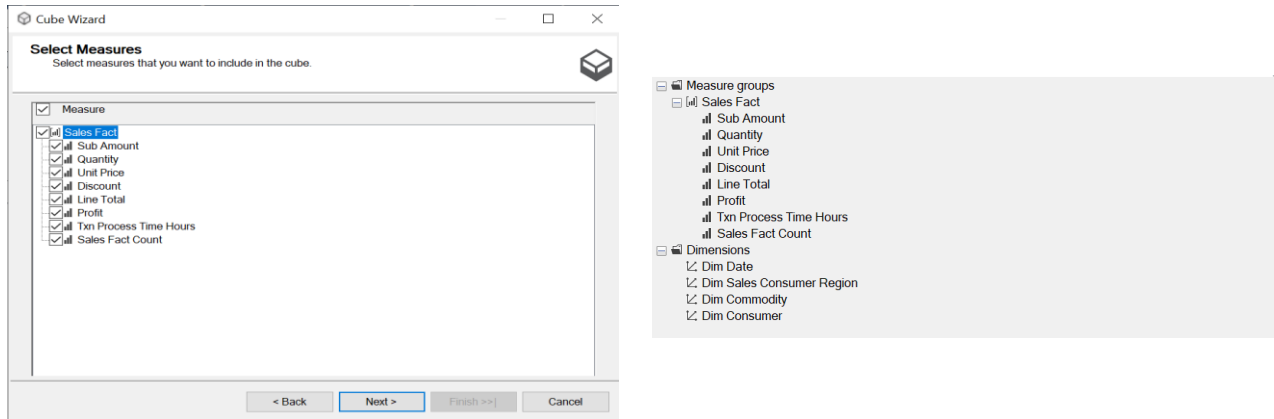 Cube Wizard
Select Measures
Select measures that you want to include in the cube.
Measure
Sales Fact
Sub Amount
Quantity
Unit Price
Discount
Line Total
Profit
Txn Process Time Hours
Sales Fact Count
< Back
Next >
Finish >>|
Cancel
Measure groups
Sales Fact
Sub Amount
Quantity
Unit Price
Discount
Line Total
Profit
Txn Process Time Hours
Sales Fact Count
Dimensions
Dim Date
Dim Sales Consumer Region
Dim Commodity
Dim Consumer